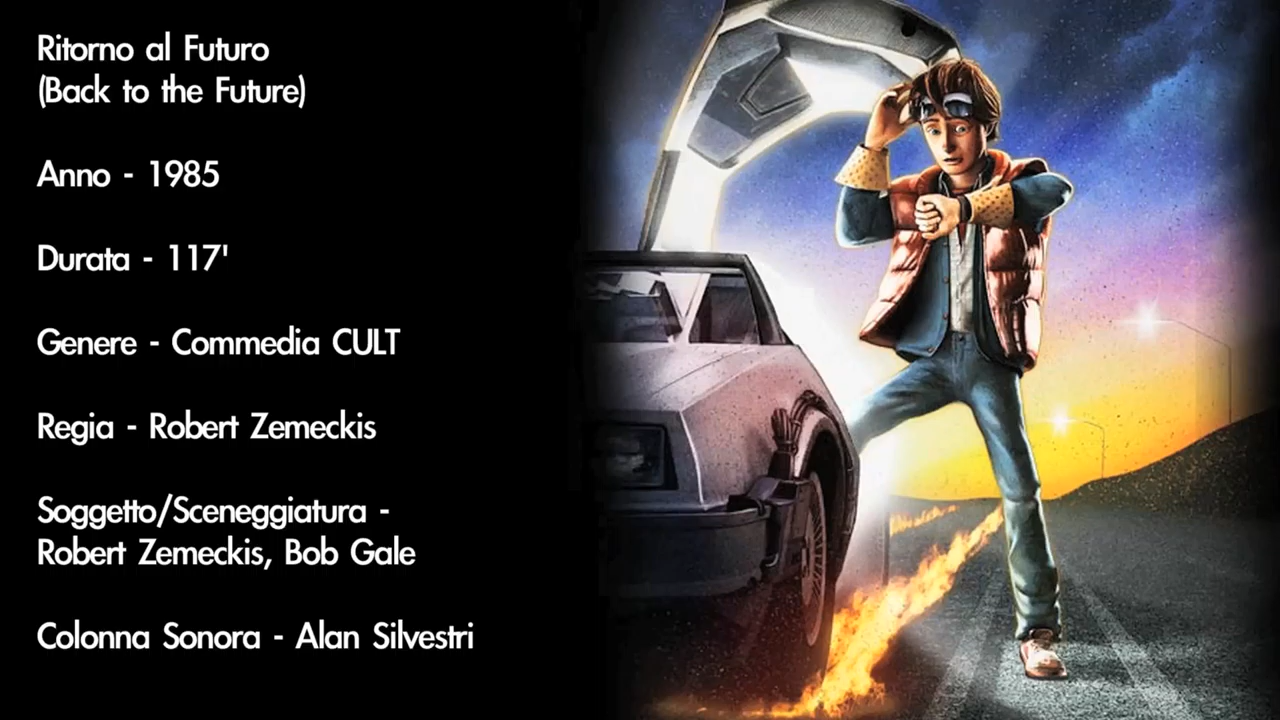 Ritorno al Futuro
(Back to the Future)
Anno - 1985
Durata - 117'
Genere - Commedia CULT
Regia - Robert Zemeckis
Soggetto/Sceneggiatura -
Robert Zemeckis, Bob Gale
Colonna Sonora - Alan Silvestri